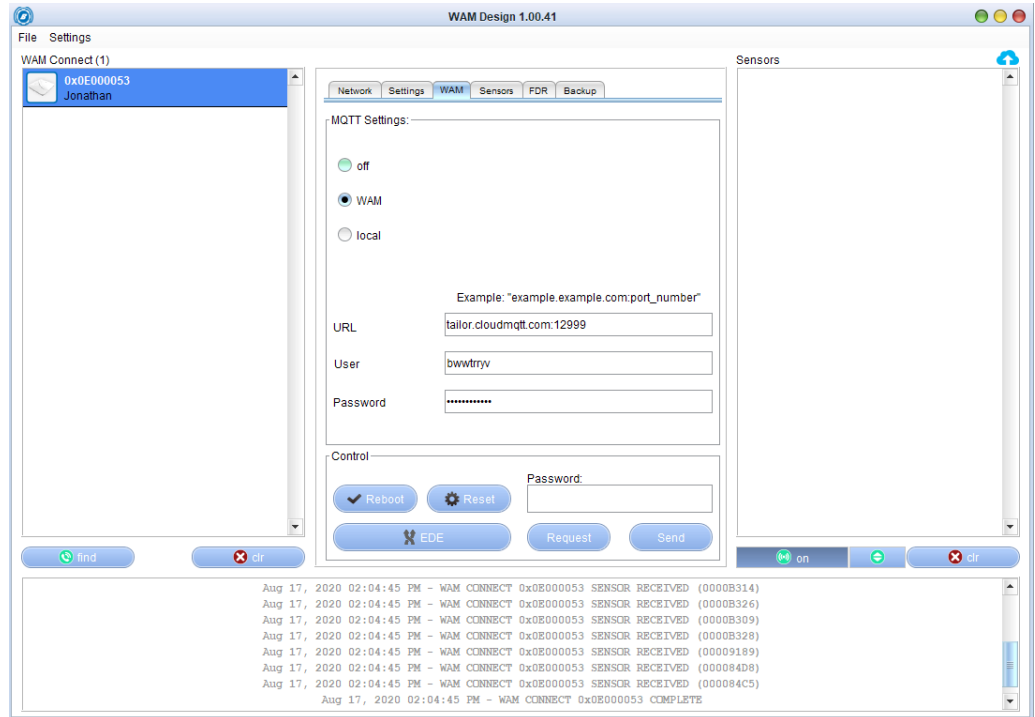 WAM Design 1.00.41
File Settings
WAM Connect (1)
Sensors
0x0E000053
Jonathan
Network Settings WAM Sensors FDR Backup
MQTT Settings:
off
WAM
local
Example: "example.example.com:port_number"
URL tailor.cloudmqtt.com:12999
User bwwtrryv
Password ••••••••••••
Control
Password:
Reboot Reset
EDE Request Send
find clr
on clr
Aug 17, 2020 02:04:45 PM - WAM CONNECT 0x0E000053 SENSOR RECEIVED (0000B314)
Aug 17, 2020 02:04:45 PM - WAM CONNECT 0x0E000053 SENSOR RECEIVED (0000B326)
Aug 17, 2020 02:04:45 PM - WAM CONNECT 0x0E000053 SENSOR RECEIVED (0000B309)
Aug 17, 2020 02:04:45 PM - WAM CONNECT 0x0E000053 SENSOR RECEIVED (0000B328)
Aug 17, 2020 02:04:45 PM - WAM CONNECT 0x0E000053 SENSOR RECEIVED (00009189)
Aug 17, 2020 02:04:45 PM - WAM CONNECT 0x0E000053 SENSOR RECEIVED (000084D8)
Aug 17, 2020 02:04:45 PM - WAM CONNECT 0x0E000053 SENSOR RECEIVED (000084C5)
Aug 17, 2020 02:04:45 PM - WAM CONNECT 0x0E000053 COMPLETE